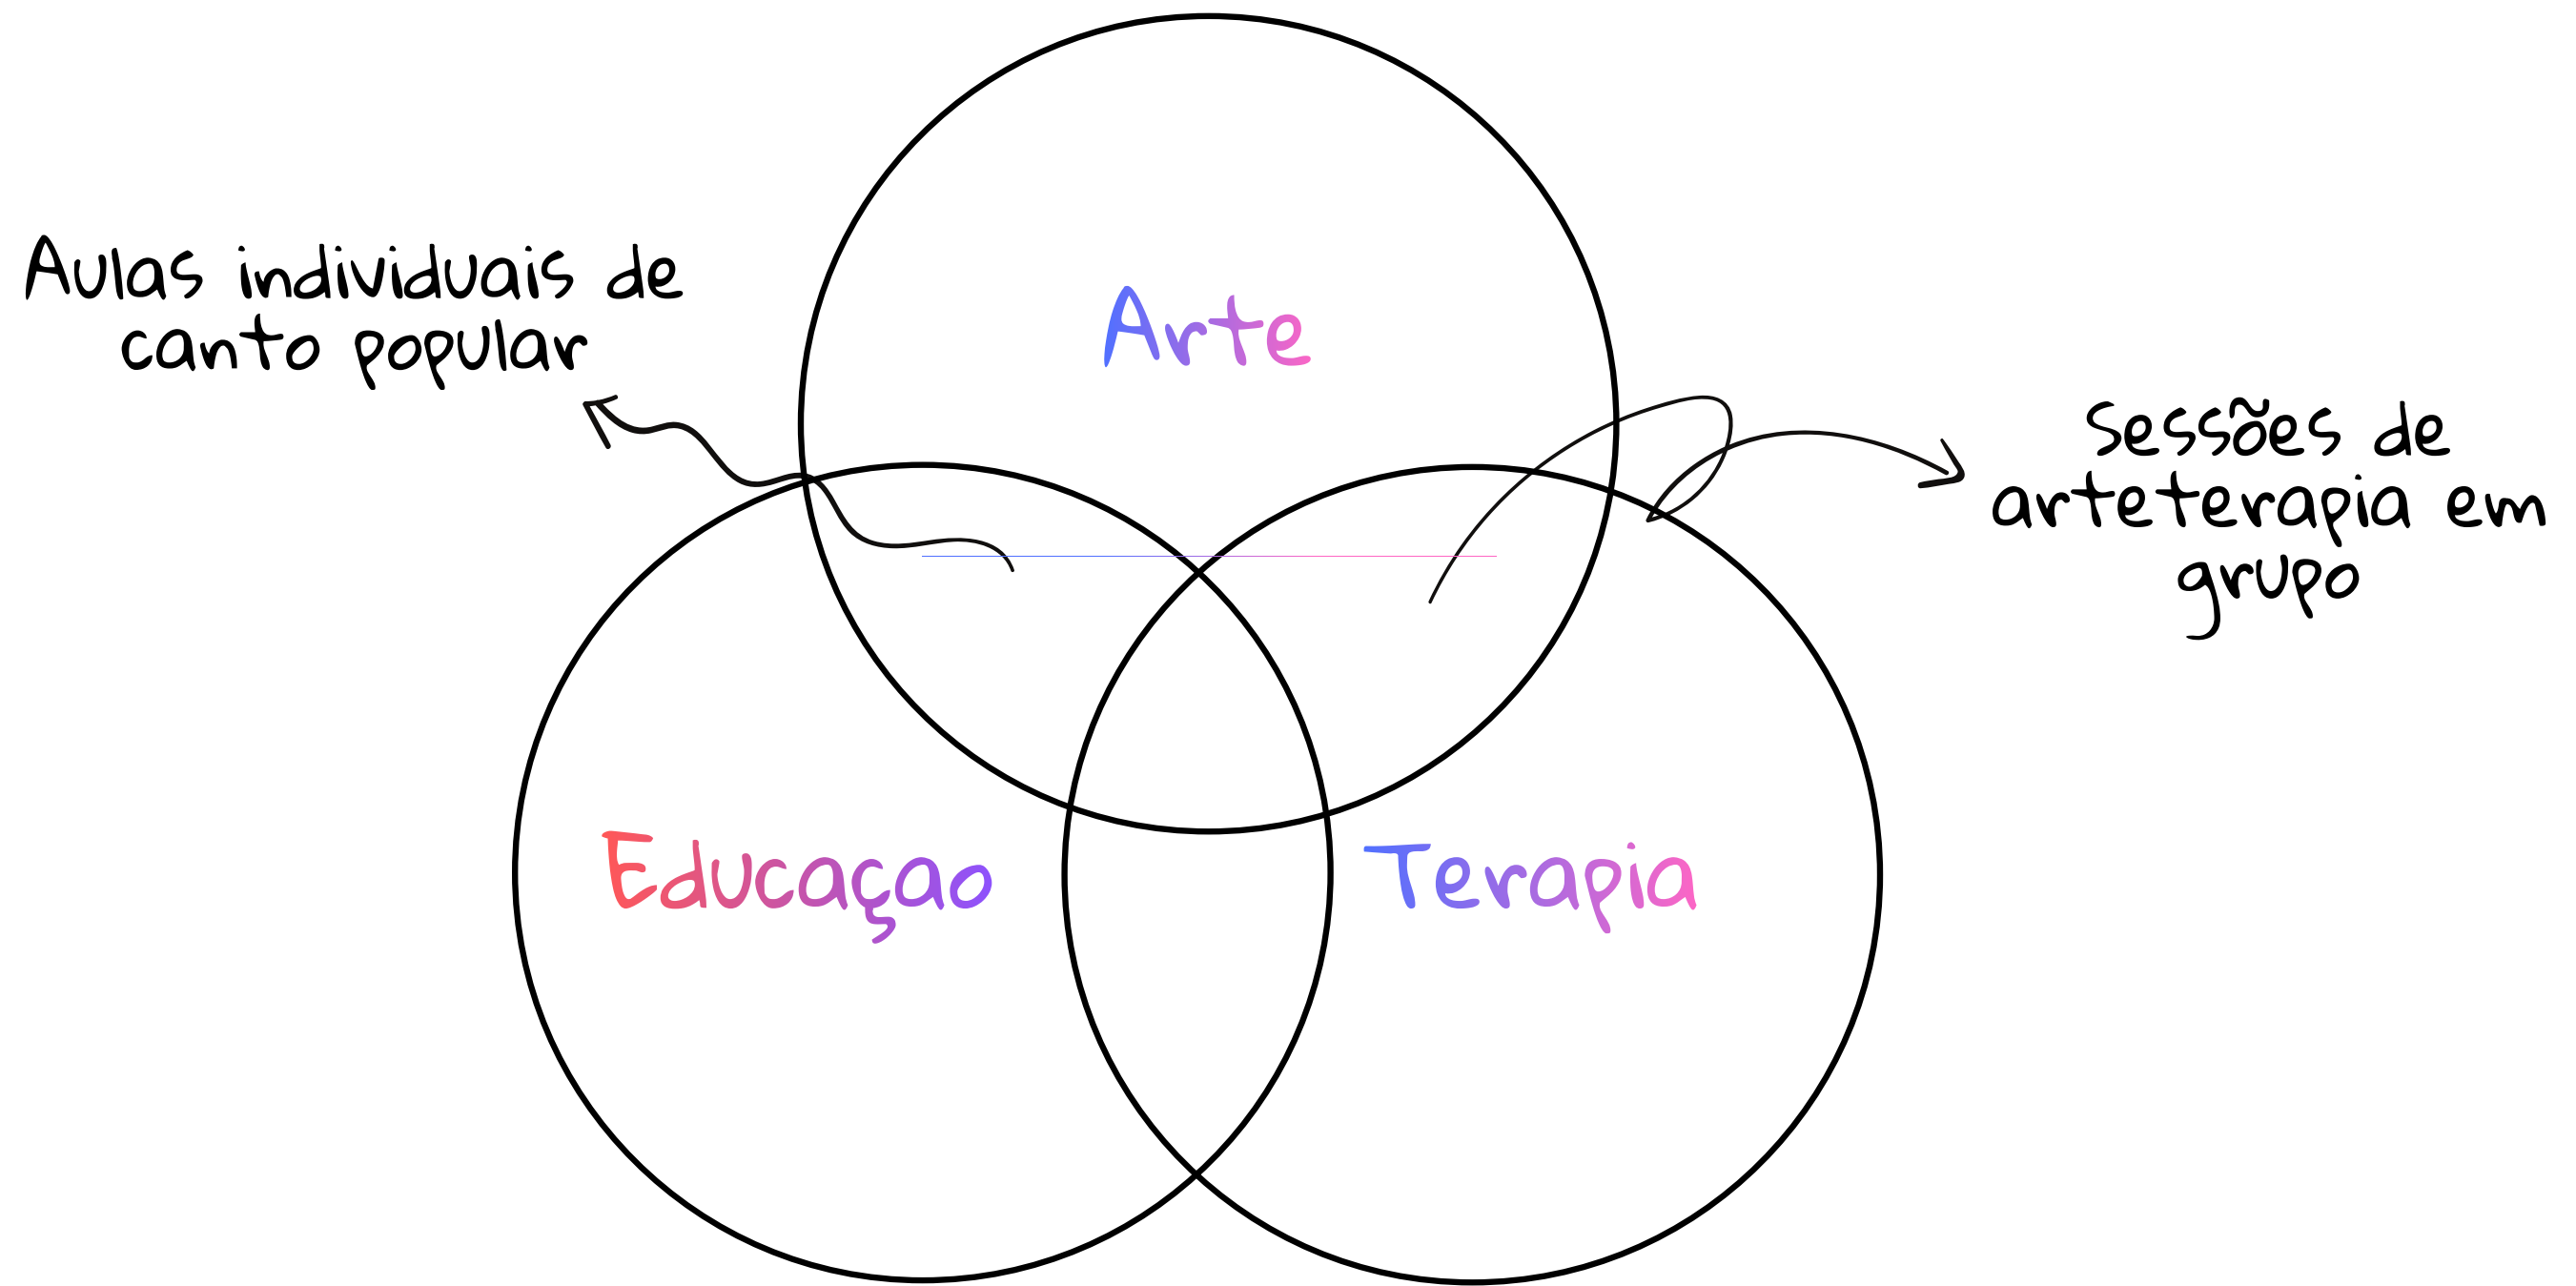 Arte
Aulas individuais de
canto popular
Sessões de
arteterapia em
grupo
Educaçao
Terapia